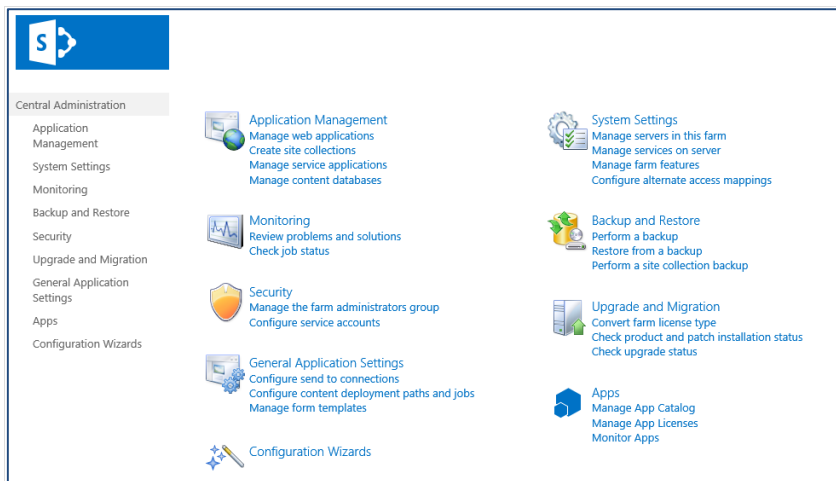 S
Central Administration
Application
Management
System Settings
Monitoring
Backup and Restore
Security
Upgrade and Migration
General Application
Settings
Apps
Configuration Wizards
Application Management
Manage web applications
Create site collections
Manage service applications
Manage content databases
Monitoring
Review problems and solutions
Check job status
Security
Manage the farm administrators group
Configure service accounts
General Application Settings
Configure send to connections
Configure content deployment paths and jobs
Manage form templates
Configuration Wizards
System Settings
Manage servers in this farm
Manage services on server
Manage farm features
Configure alternate access mappings
Backup and Restore
Perform a backup
Restore from a backup
Perform a site collection backup
Upgrade and Migration
Convert farm license type
Check product and patch installation status
Check upgrade status
Apps
Manage App Catalog
Manage App Licenses
Monitor Apps